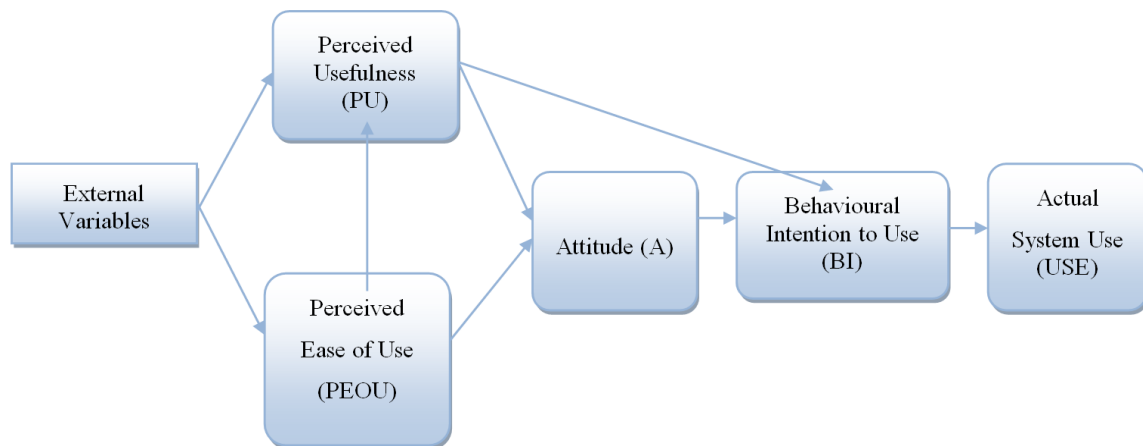 Perceived
Usefulness
(PU)
External
Variables
Perceived
Ease of Use
(PEOU)
Attitude (A)
Behavioural
Intention to Use
(BI)
Actual
System Use
(USE)